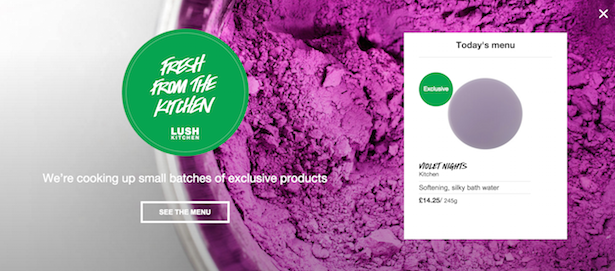 FRESH
FROM THE
KITCHEN
LUSH
KITCHEN
We're cooking up small batches of exclusive products
SEE THE MENU
Today's menu
Exclusive
VIOLET NIGHTS
Kitchen
Softening, silky bath water
£14.25/ 245g